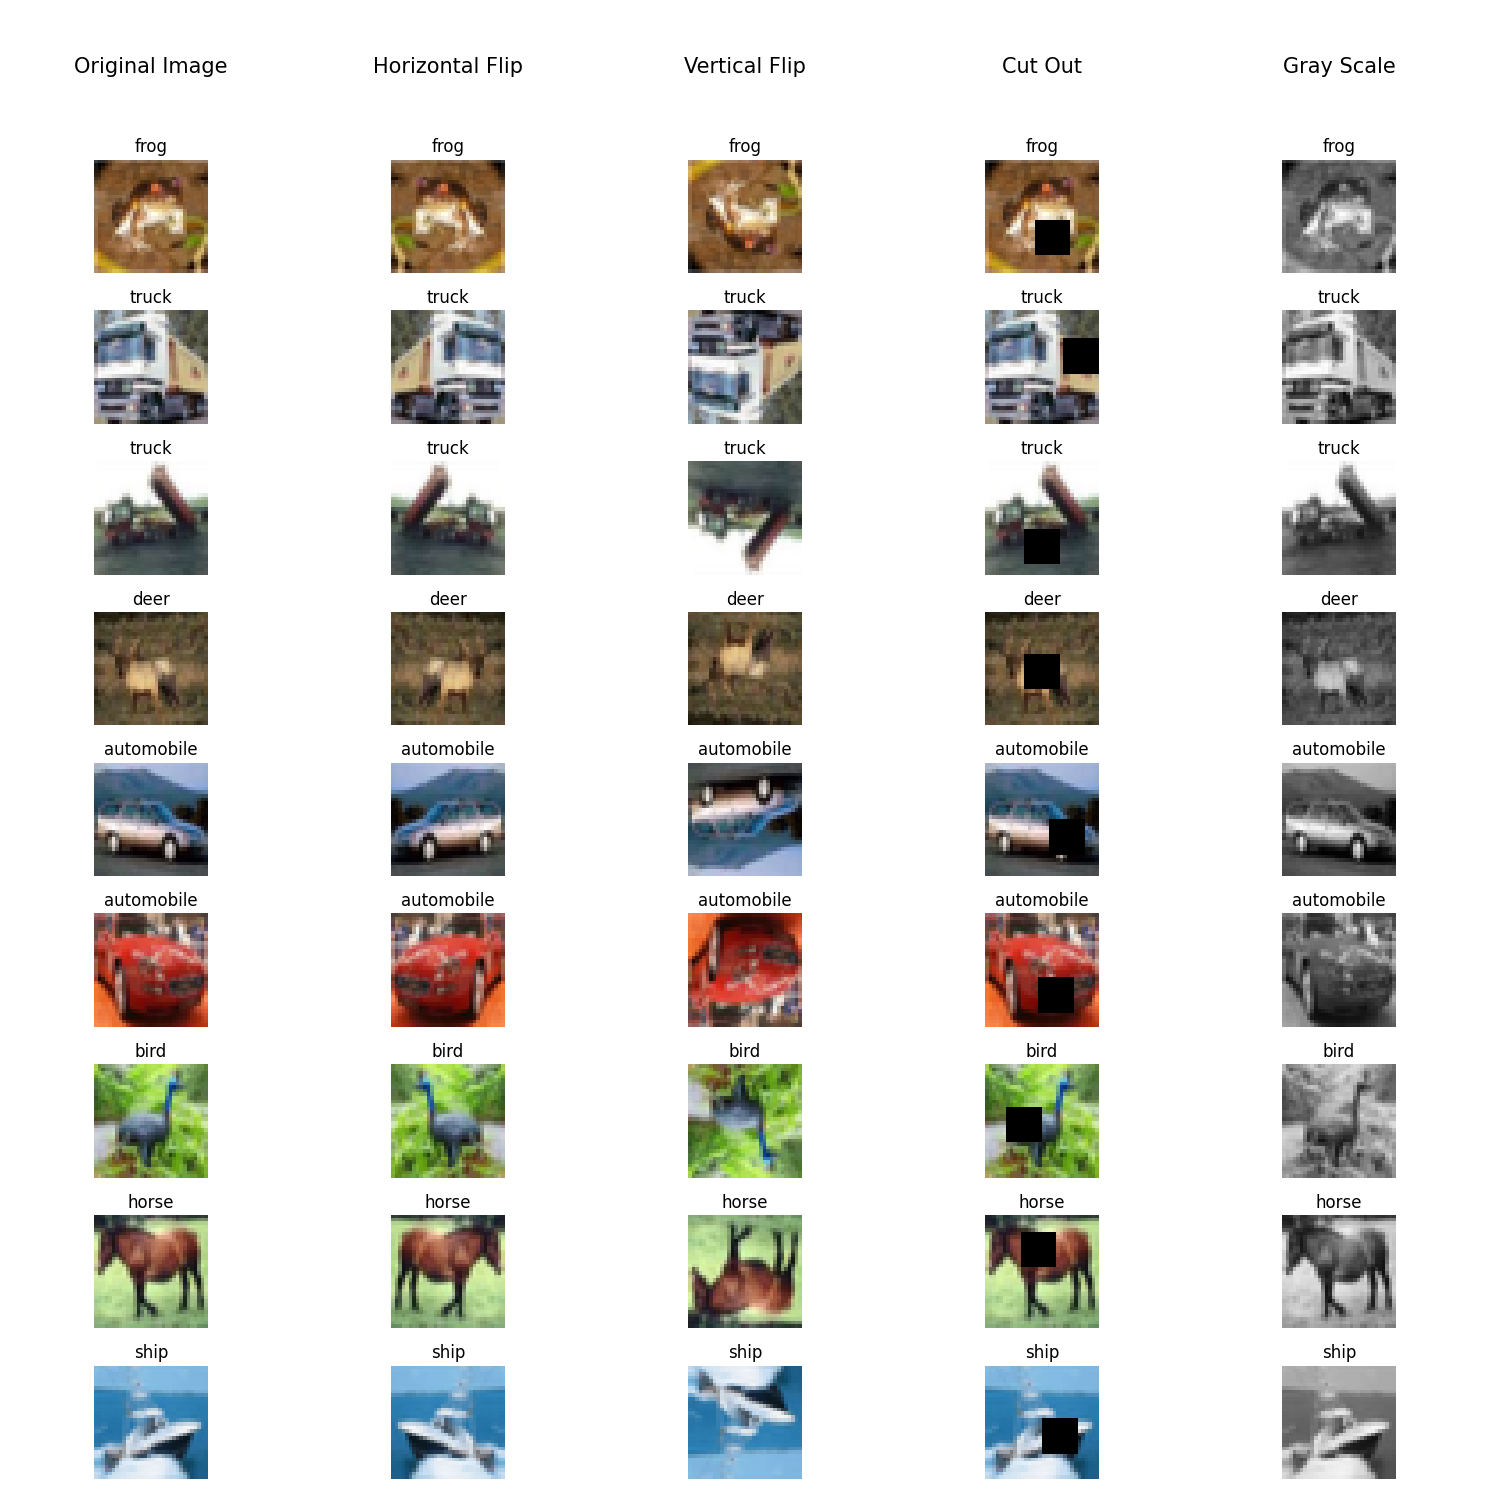 Original Image Horizontal Flip Vertical Flip Cut Out Gray Scale
frog frog frog frog frog
truck truck truck truck truck
truck truck truck truck truck
deer deer deer deer deer
automobile automobile automobile automobile automobile
automobile automobile automobile automobile automobile
bird bird bird bird bird
horse horse horse horse horse
ship ship ship ship ship